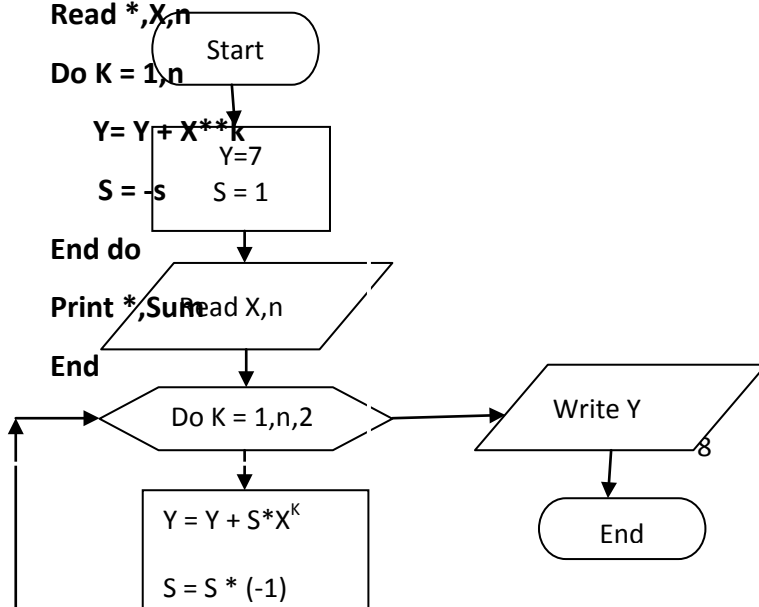 Read *,X,n
Do K = 1,n
Y= Y + X**k
S = -s
End do
Print *,Sum
End
Start
Y=7
S = 1
Read X,n
Do K = 1,n,2
Write Y
8
Y = Y + S*X^K
S = S * (-1)
End